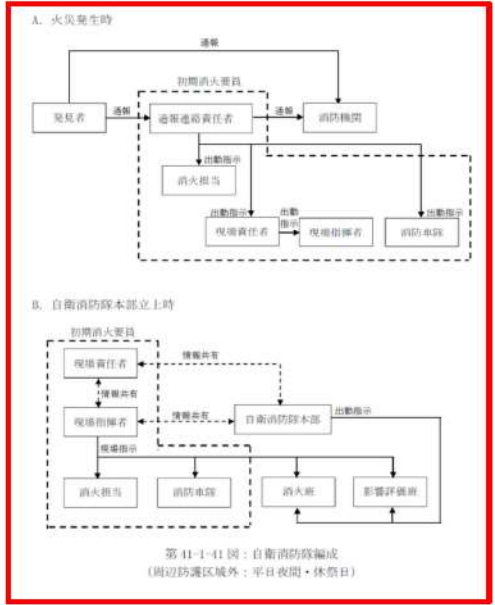 A. 火災発生時
通報
初期消火要員
発見者
通報
通報連絡責任者
通報
消防機関
出動指示
消火担当
出動指示
現場責任者
出動
指示
現場指揮者
出動指示
消防車隊
B. 自衛消防隊本部立上時
初期消火要員
現場責任者
情報共有
情報共有
現場指揮者
情報共有
自衛消防隊本部
出動指示
現場指示
消火担当
消防車隊
消火班
影響評価班
第 41-1-41 図：自衛消防隊編成
（周辺防護区域外：平日夜間・休祭日）